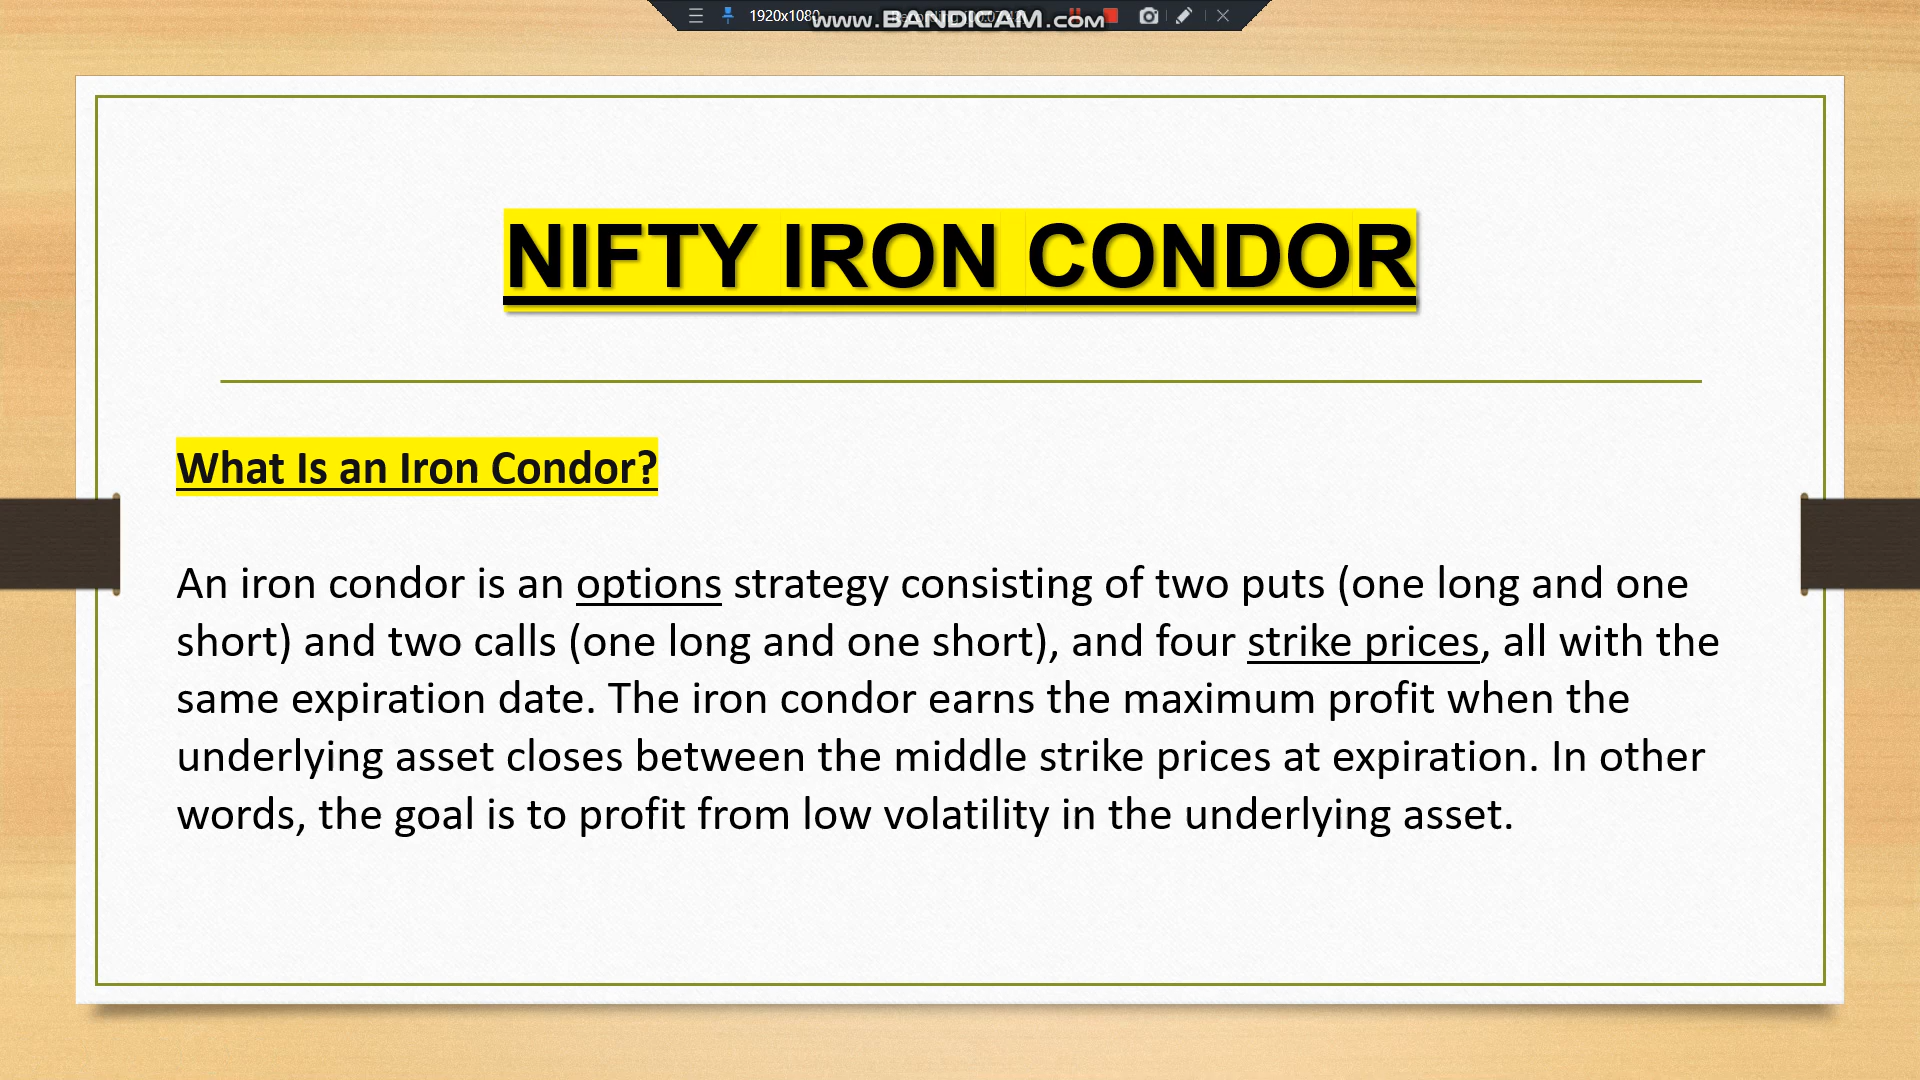 1920x1080
www.BANDICAM.com
NIFTY IRON CONDOR
What Is an Iron Condor?
An iron condor is an options strategy consisting of two puts (one long and one
short) and two calls (one long and one short), and four strike prices, all with the
same expiration date. The iron condor earns the maximum profit when the
underlying asset closes between the middle strike prices at expiration. In other
words, the goal is to profit from low volatility in the underlying asset.